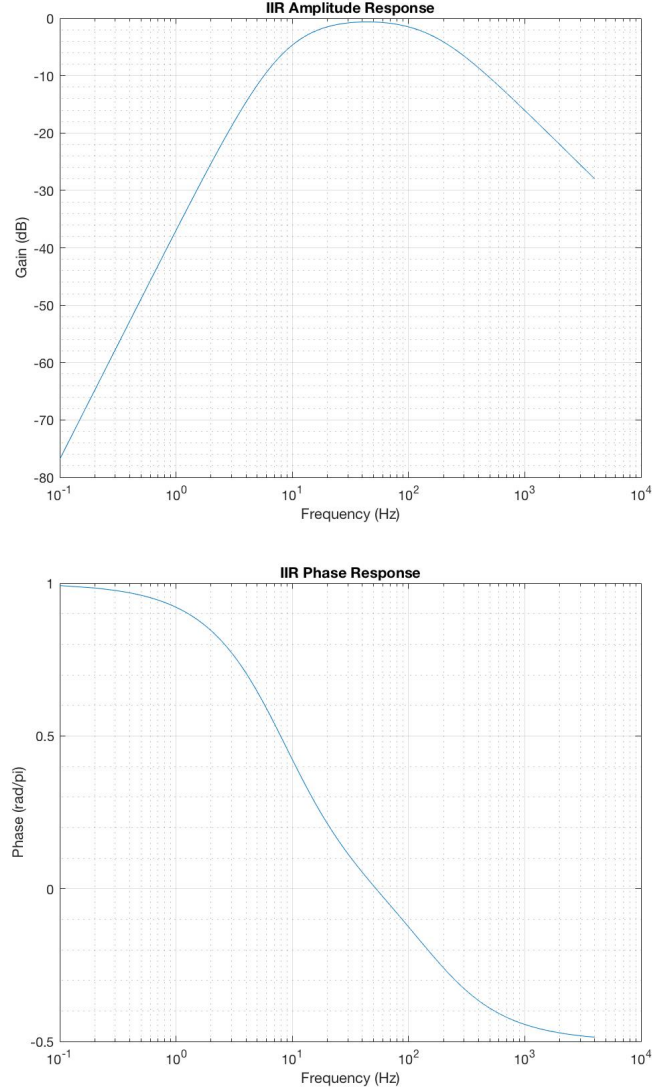 IIR Amplitude Response
0
-10
-20
-30
-40
-50
-60
-70
-80
Gain (dB)
10^-1 10^0 10^1 10^2 10^3 10^4
Frequency (Hz)
IIR Phase Response
1
0.5
0
-0.5
Phase (rad/pi)
10^-1 10^0 10^1 10^2 10^3 10^4
Frequency (Hz)